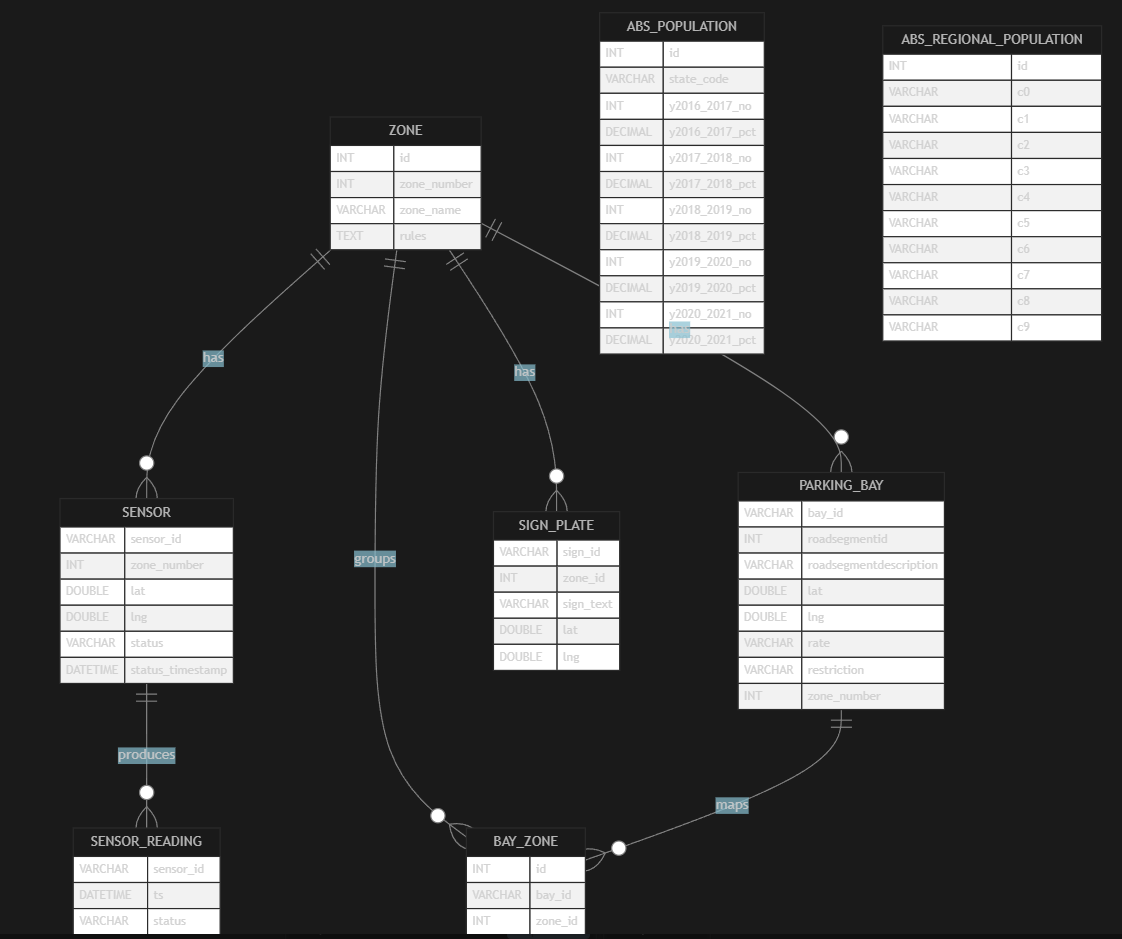 ABS_POPULATION
INT id
VARCHAR state_code
INT y2016_2017_no
DECIMAL y2016_2017_pct
INT y2017_2018_no
DECIMAL y2017_2018_pct
INT y2018_2019_no
DECIMAL y2018_2019_pct
INT y2019_2020_no
DECIMAL y2019_2020_pct
INT y2020_2021_no
DECIMAL y2020_2021_pct
ABS_REGIONAL_POPULATION
INT id
VARCHAR c0
VARCHAR c1
VARCHAR c2
VARCHAR c3
VARCHAR c4
VARCHAR c5
VARCHAR c6
VARCHAR c7
VARCHAR c8
VARCHAR c9
ZONE
INT id
INT zone_number
VARCHAR zone_name
TEXT rules
has
has
groups
SENSOR
VARCHAR sensor_id
INT zone_number
DOUBLE lat
DOUBLE lng
VARCHAR status
DATETIME status_timestamp
SIGN_PLATE
VARCHAR sign_id
INT zone_id
VARCHAR sign_text
DOUBLE lat
DOUBLE lng
PARKING_BAY
VARCHAR bay_id
INT roadsegmentid
VARCHAR roadsegmentdescription
DOUBLE lat
DOUBLE lng
VARCHAR rate
VARCHAR restriction
INT zone_number
produces
maps
SENSOR_READING
VARCHAR sensor_id
DATETIME ts
VARCHAR status
BAY_ZONE
INT id
VARCHAR bay_id
INT zone_id